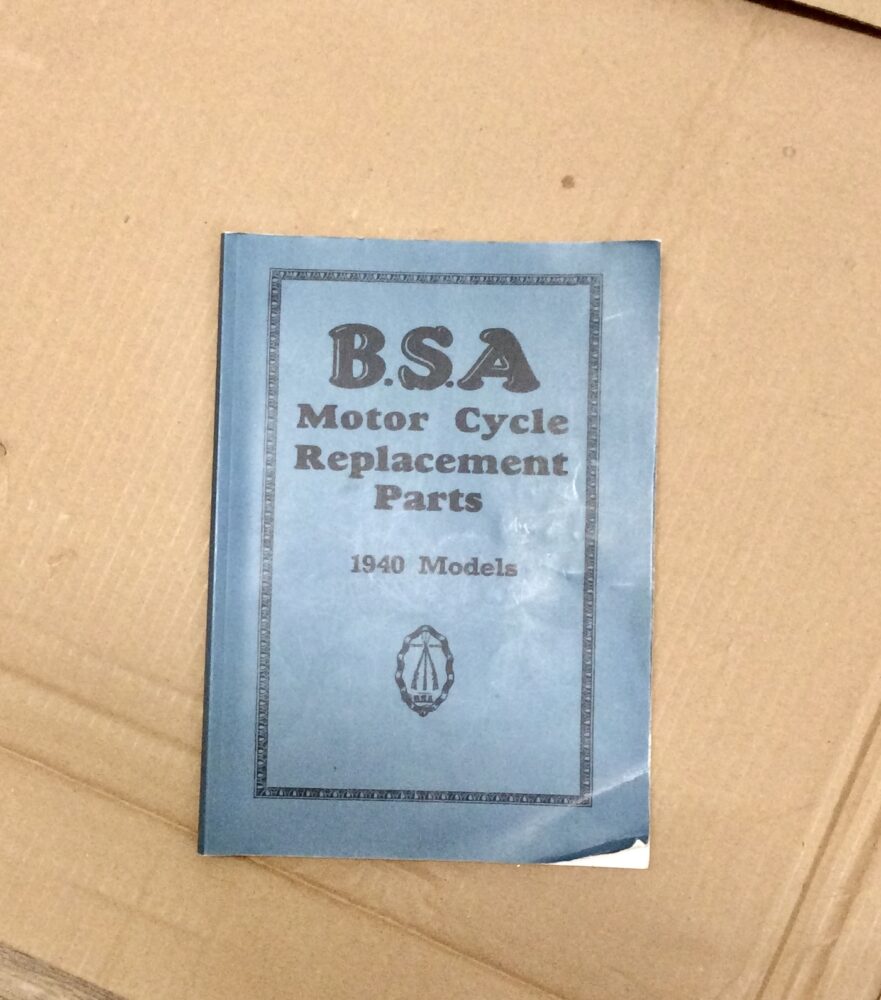 B.S.A
Motor Cycle
Replacement
Parts
1940 Models
B.S.A.